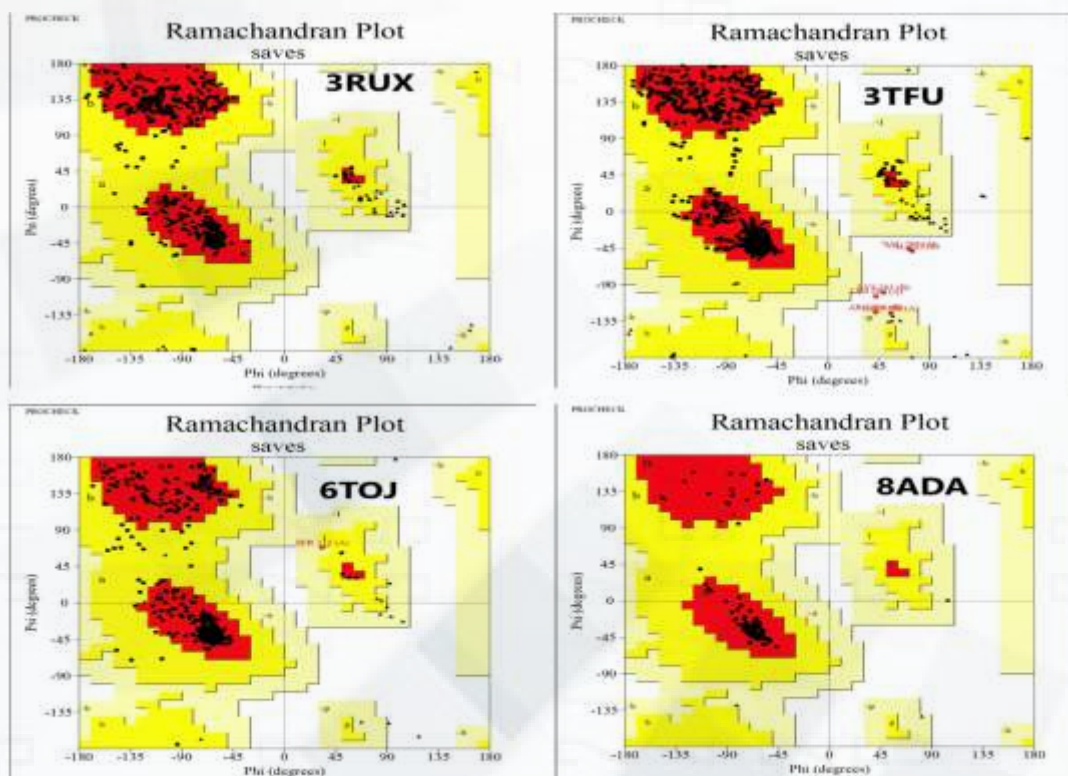 PROCHECK
Ramachandran Plot
saves
3RUX
180
135
90
45
0
-45
-90
-135
Psi (degrees)
b
a
l
-180 -135 -90 -45 0 45 90 135 180
Phi (degrees)
PROCHECK
Ramachandran Plot
saves
3TFU
180
135
90
45
0
-45
-90
-135
Psi (degrees)
-180 -135 -90 -45 0 45 90 135 180
Phi (degrees)
PROCHECK
Ramachandran Plot
saves
6TOJ
180
135
90
45
0
-45
-90
-135
Psi (degrees)
b
a
-180 -135 -90 -45 0 45 90 135 180
Phi (degrees)
PROCHECK
Ramachandran Plot
saves
8ADA
180
135
90
45
0
-45
-90
-135
Psi (degrees)
-180 -135 -90 -45 0 45 90 135 180
Phi (degrees)